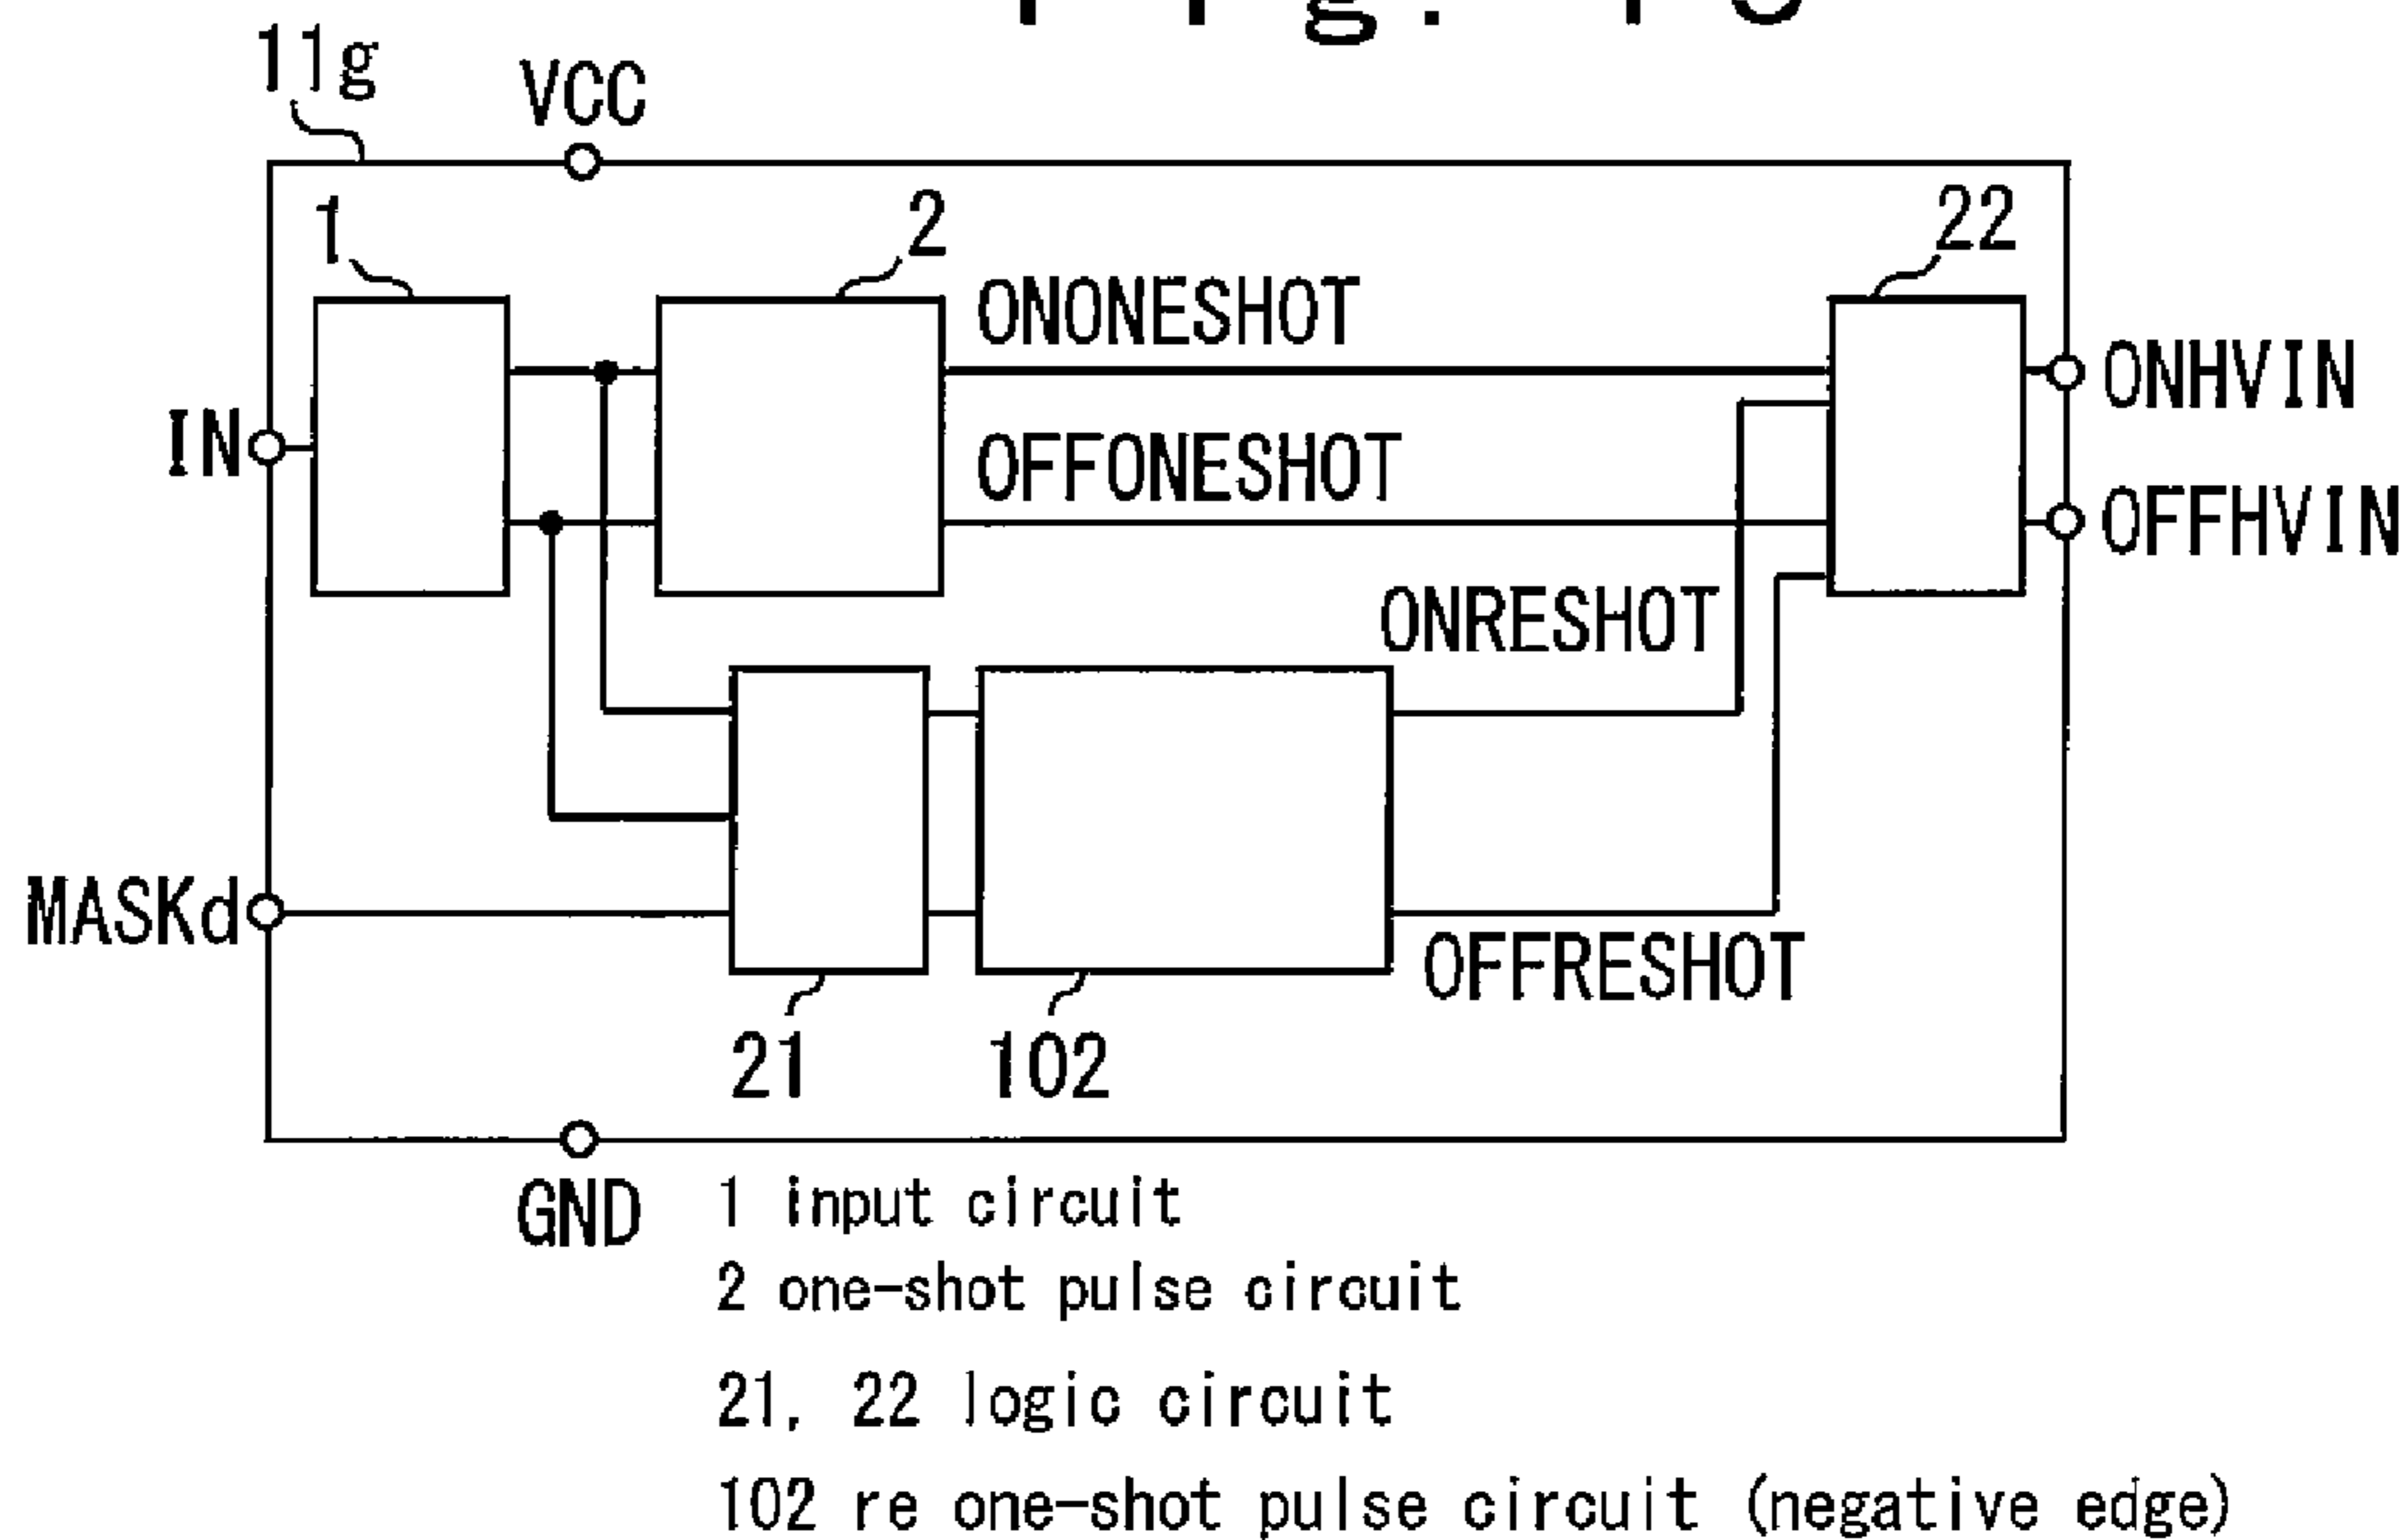 Fig.
11g
VCC
1
2
22
ONONESHOT
ONHVIN
IN
OFFONESHOT
OFFHVIN
ONRESHOT
MASKd
OFFRESHOT
21
102
GND
1 input circuit
2 one-shot pulse circuit
21, 22 logic circuit
102 re one-shot pulse circuit (negative edge)